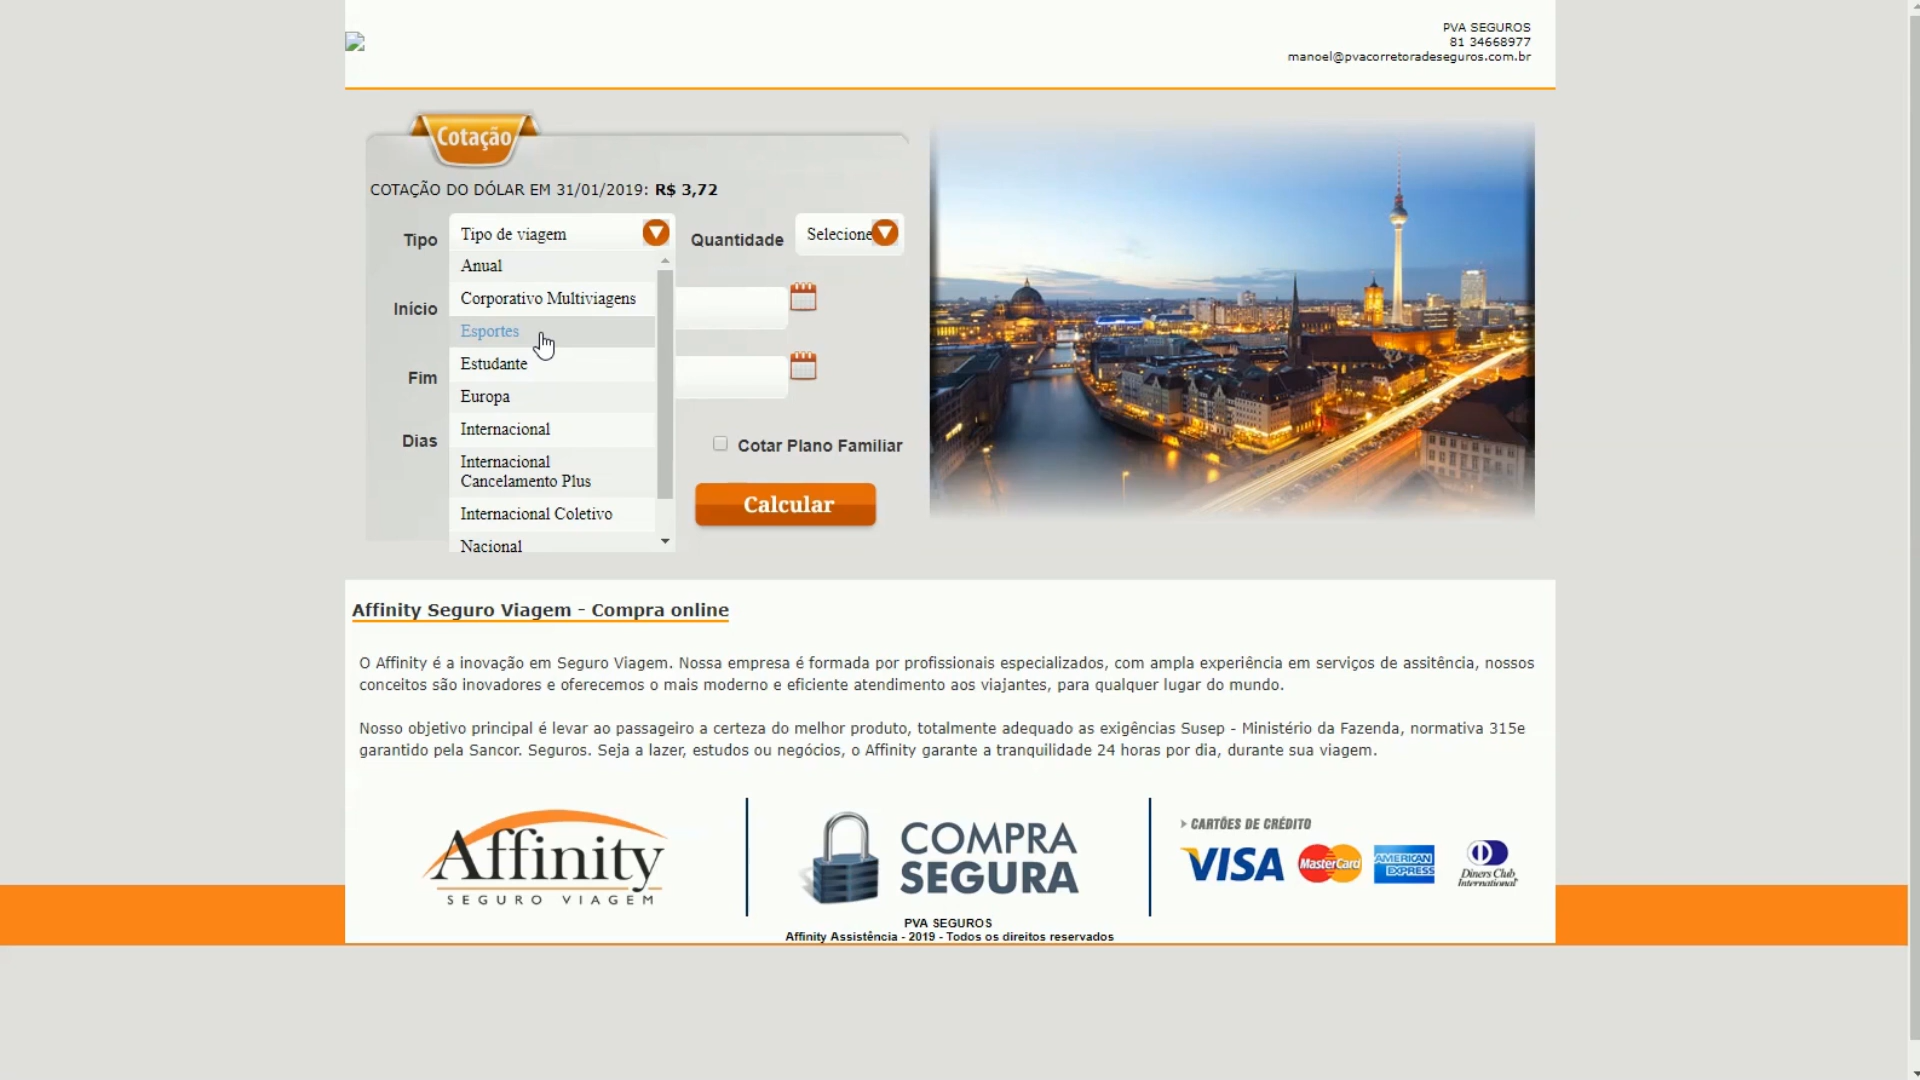 PVA SEGUROS
81 34668977
manoel@pvacorretoradeseguros.com.br
Cotação
COTAÇÃO DO DÓLAR EM 31/01/2019: R$ 3,72
Tipo
Tipo de viagem
Quantidade
Selecione
Anual
Corporativo Multiviagens
Início
Esportes
Estudante
Fim
Europa
Internacional
Dias
Cotar Plano Familiar
Internacional
Cancelamento Plus
Calcular
Internacional Coletivo
Nacional
Affinity Seguro Viagem - Compra online
O Affinity é a inovação em Seguro Viagem. Nossa empresa é formada por profissionais especializados, com ampla experiência em serviços de assitência, nossos
conceitos são inovadores e oferecemos o mais moderno e eficiente atendimento aos viajantes, para qualquer lugar do mundo.
Nosso objetivo principal é levar ao passageiro a certeza do melhor produto, totalmente adequado as exigências Susep - Ministério da Fazenda, normativa 315e
garantido pela Sancor. Seguros. Seja a lazer, estudos ou negócios, o Affinity garante a tranquilidade 24 horas por dia, durante sua viagem.
Affinity
SEGURO VIAGEM
COMPRA
SEGURA
CARTÕES DE CRÉDITO
VISA
MasterCard
AMERICAN
EXPRESS
Diners Club
International
PVA SEGUROS
Affinity Assistência - 2019 - Todos os direitos reservados